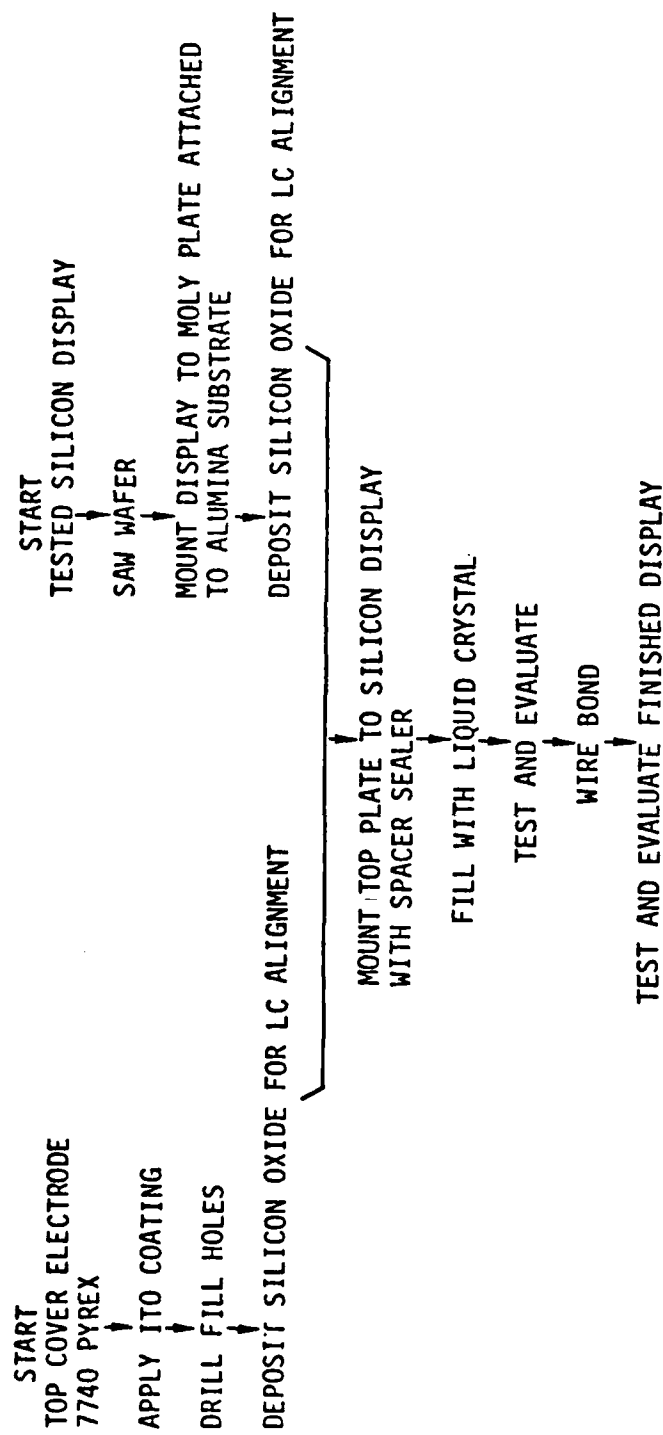 START
TOP COVER ELECTRODE
7740 PYREX
APPLY ITO COATING
DRILL FILL HOLES
DEPOSIT SILICON OXIDE FOR LC ALIGNMENT
START
TESTED SILICON DISPLAY
SAW WAFER
MOUNT DISPLAY TO MOLY PLATE ATTACHED
TO ALUMINA SUBSTRATE
DEPOSIT SILICON OXIDE FOR LC ALIGNMENT
MOUNT TOP PLATE TO SILICON DISPLAY
WITH SPACER SEALER
FILL WITH LIQUID CRYSTAL
TEST AND EVALUATE
WIRE BOND
TEST AND EVALUATE FINISHED DISPLAY